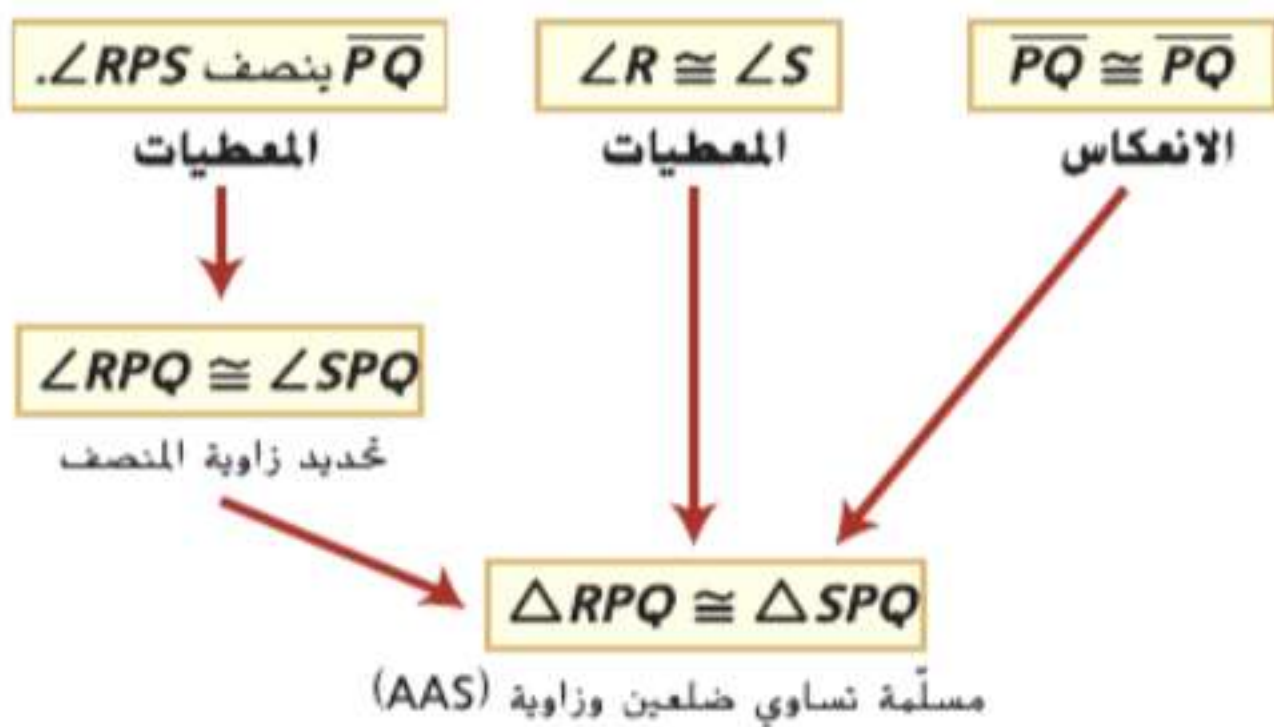 .∠RPS ينصف PQ
∠R ≅ ∠S
PQ ≅ PQ
المعطيات
المعطيات
الانعكاس
∠RPQ ≅ ∠SPQ
تحديد زاوية المنصف
△RPQ ≅ △SPQ
مسلّمة تساوي ضلعين وزاوية (AAS)